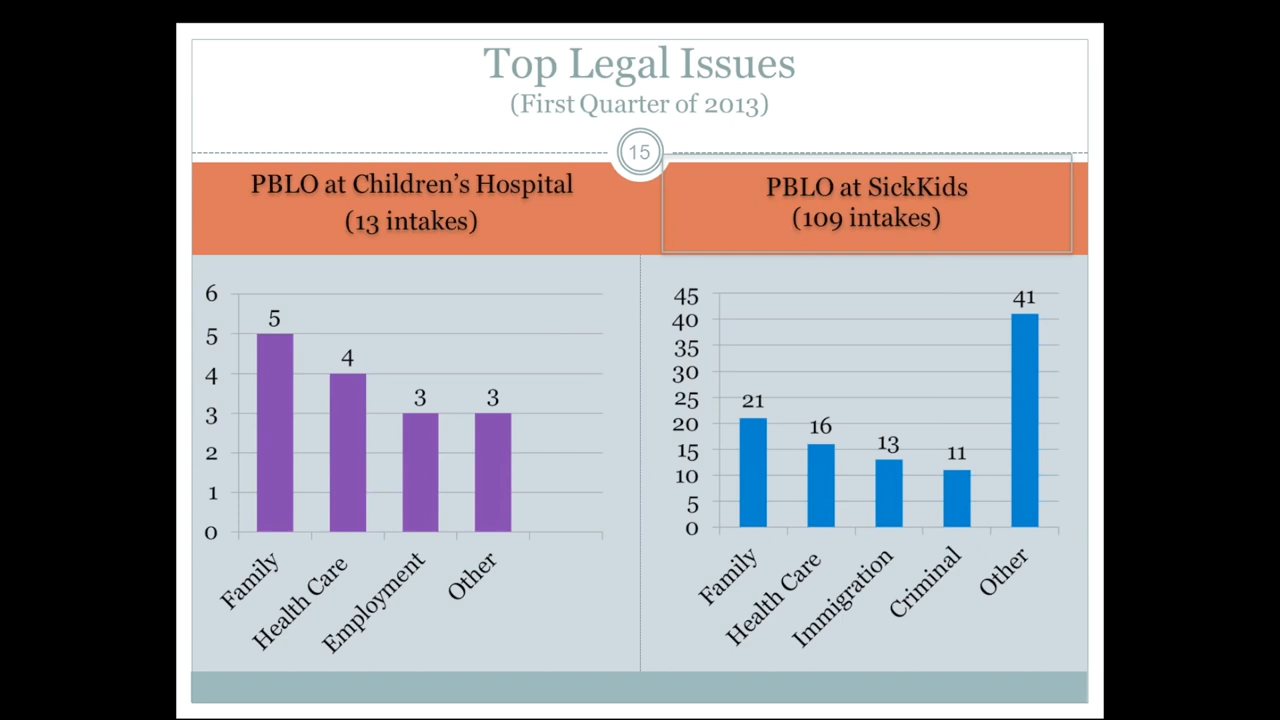 Top Legal Issues
(First Quarter of 2013)
15
PBLO at Children's Hospital
(13 intakes)
PBLO at SickKids
(109 intakes)
6
5
4
3
2
1
0
5
4
3
3
Family
Health Care
Employment
Other
45
40
35
30
25
20
15
10
5
0
21
16
13
11
41
Family
Health Care
Immigration
Criminal
Other